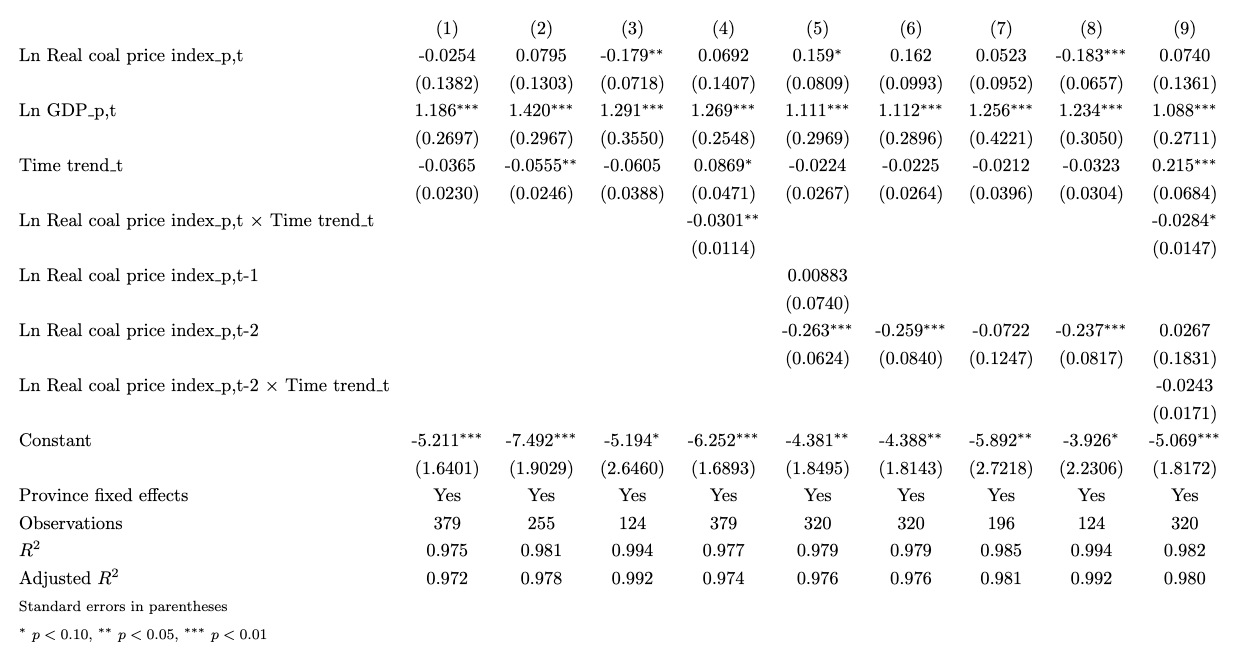 (1) (2) (3) (4) (5) (6) (7) (8) (9)
Ln Real coal price index_p,t -0.0254 0.0795 -0.179** 0.0692 0.159* 0.162 0.0523 -0.183*** 0.0740
(0.1382) (0.1303) (0.0718) (0.1407) (0.0809) (0.0993) (0.0952) (0.0657) (0.1361)
Ln GDP_p,t 1.186*** 1.420*** 1.291*** 1.269*** 1.111*** 1.112*** 1.256*** 1.234*** 1.088***
(0.2697) (0.2967) (0.3550) (0.2548) (0.2969) (0.2896) (0.4221) (0.3050) (0.2711)
Time trend_t -0.0365 -0.0555** -0.0605 0.0869* -0.0224 -0.0225 -0.0212 -0.0323 0.215***
(0.0230) (0.0246) (0.0388) (0.0471) (0.0267) (0.0264) (0.0396) (0.0304) (0.0684)
Ln Real coal price index_p,t × Time trend_t -0.0301** -0.0284*
(0.0114) (0.0147)
Ln Real coal price index_p,t-1 0.00883
(0.0740)
Ln Real coal price index_p,t-2 -0.263*** -0.259*** -0.0722 -0.237*** 0.0267
(0.0624) (0.0840) (0.1247) (0.0817) (0.1831)
Ln Real coal price index_p,t-2 × Time trend_t -0.0243
(0.0171)
Constant -5.211*** -7.492*** -5.194* -6.252*** -4.381** -4.388** -5.892** -3.926* -5.069***
(1.6401) (1.9029) (2.6460) (1.6893) (1.8495) (1.8143) (2.7218) (2.2306) (1.8172)
Province fixed effects Yes Yes Yes Yes Yes Yes Yes Yes Yes
Observations 379 255 124 379 320 320 196 124 320
R² 0.975 0.981 0.994 0.977 0.979 0.979 0.985 0.994 0.982
Adjusted R² 0.972 0.978 0.992 0.974 0.976 0.976 0.981 0.992 0.980
Standard errors in parentheses
* p < 0.10, ** p < 0.05, *** p < 0.01